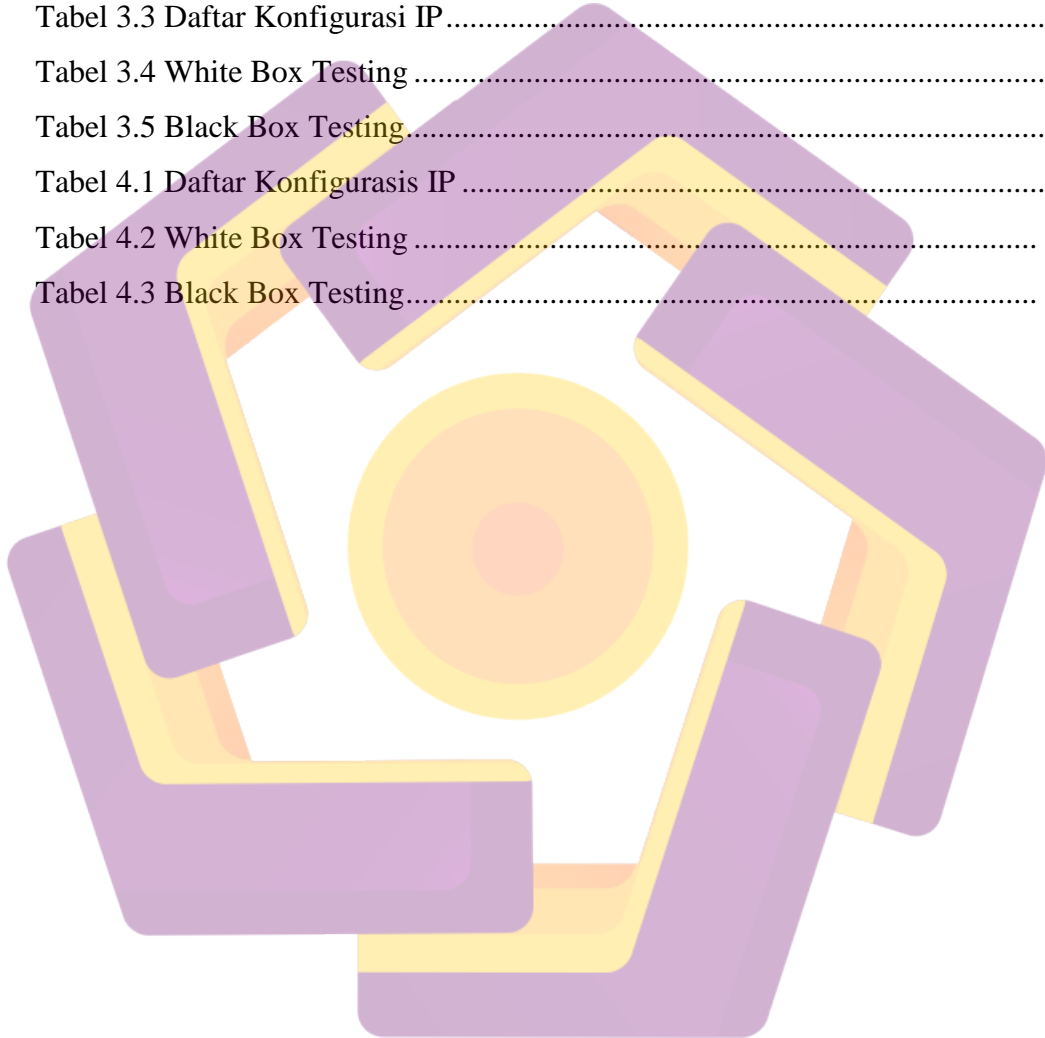 Tabel 3.3 Daftar Konfigurasi IP................................................................................
Tabel 3.4 White Box Testing ....................................................................................
Tabel 3.5 Black Box Testing.....................................................................................
Tabel 4.1 Daftar Konfigurasis IP ..............................................................................
Tabel 4.2 White Box Testing ...................................................................................
Tabel 4.3 Black Box Testing....................................................................................